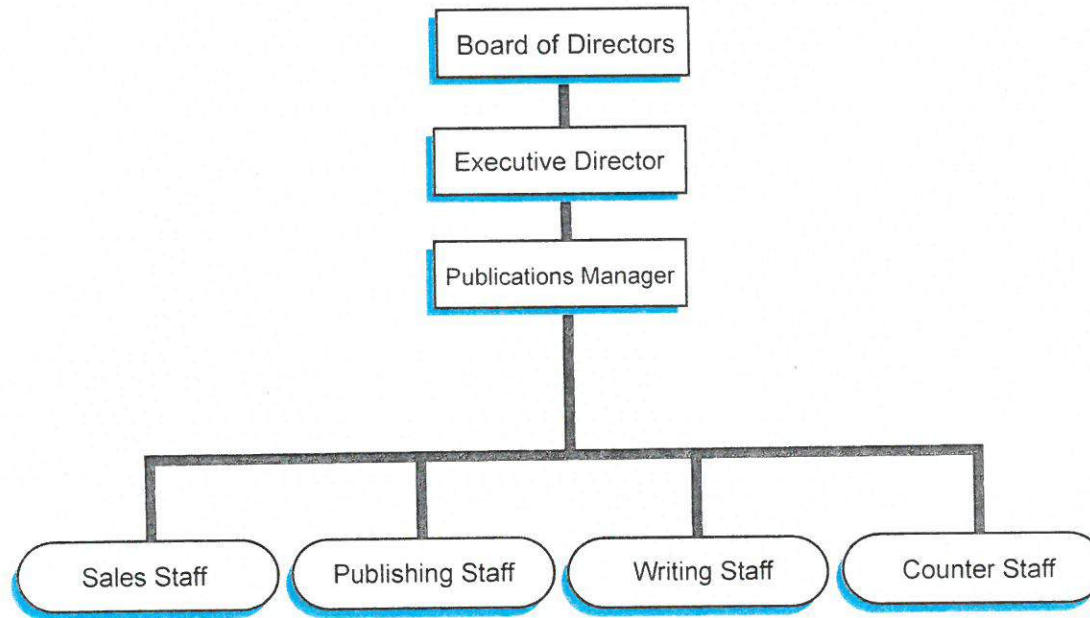 Board of Directors
Executive Director
Publications Manager
Sales Staff
Publishing Staff
Writing Staff
Counter Staff